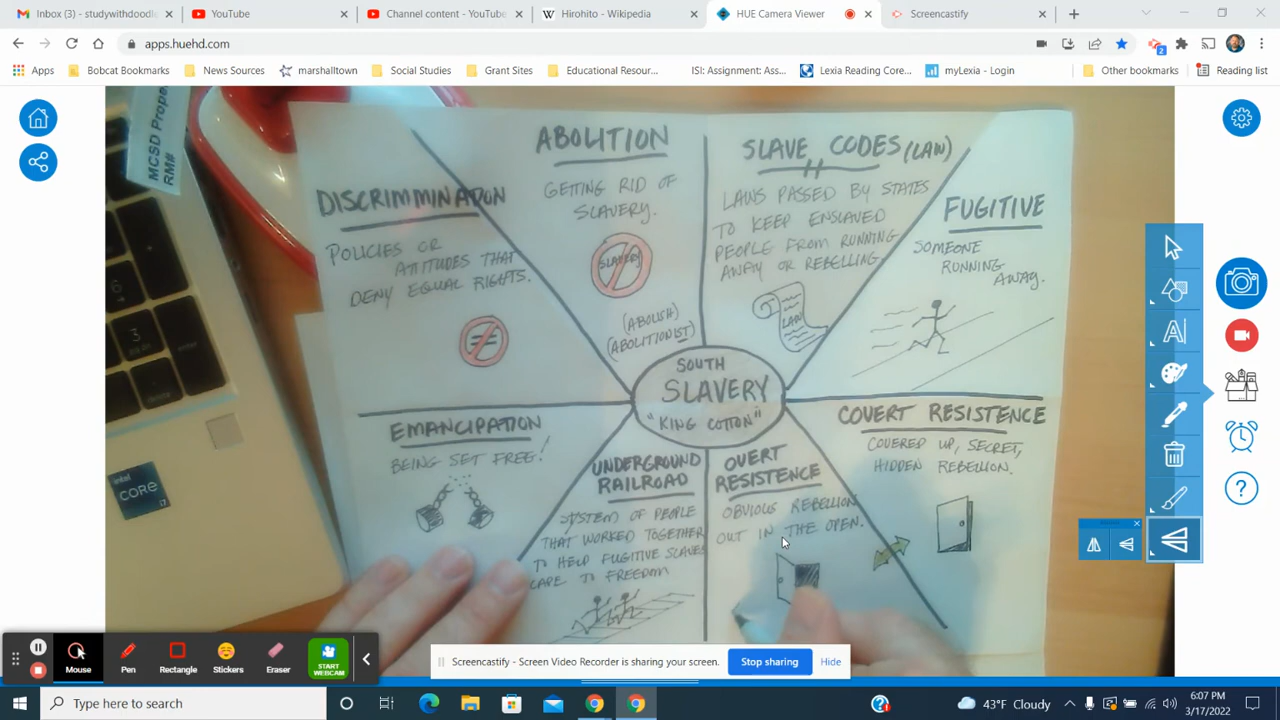 Inbox (3) - studywithdoodle
YouTube
Channel content - YouTube
Hirohito - Wikipedia
HUE Camera Viewer
Screencastify
apps.huehd.com
Apps
Bobcat Bookmarks
News Sources
marshalltown
Social Studies
Grant Sites
Educational Resour...
ISI: Assignment: Ass...
Lexia Reading Core...
myLexia - Login
Other bookmarks
Reading list
MCSD Prope
RM#
3
intel
CORE
i7
DISCRIMMINATION
POLICIES OR
ATTITUDES THAT
DENY EQUAL RIGHTS.
=
ABOLITION
GETTING RID OF
SLAVERY.
SLAVERY
(ABOLISH)
(ABOLITIONIST)
SLAVE CODES (LAW)
LAWS PASSED BY STATES
TO KEEP ENSLAVED
PEOPLE FROM RUNNING
AWAY OR REBELLING.
LAW
FUGITIVE
SOMEONE
RUNNING
AWAY.
SOUTH
SLAVERY
"KING COTTON"
EMANCIPATION
BEING SET FREE!
UNDERGROUND
RAILROAD
SYSTEM OF PEOPLE
THAT WORKED TOGETHER
TO HELP FUGITIVE SLAVES
TO FREEDOM
OVERT
RESISTENCE
OBVIOUS REBELLION
OUT IN THE OPEN.
COVERT RESISTENCE
COVERED UP, SECRET,
HIDDEN REBELLION.
Mouse
Pen
Rectangle
Stickers
Eraser
START
WEBCAM
Screencastify - Screen Video Recorder is sharing your screen.
Stop sharing
Hide
Type here to search
43°F Cloudy
6:07 PM
3/17/2022